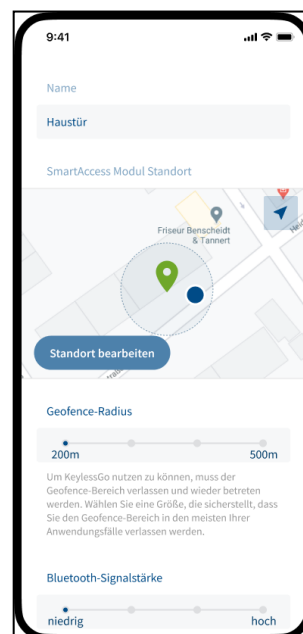 9:41
Name
Haustür
SmartAccess Modul Standort
Friseur Benscheidt
& Tannert
Standort bearbeiten
Geofence-Radius
200m
500m
Um KeylessGo nutzen zu können, muss der
Geofence-Bereich verlassen und wieder betreten
werden. Wählen Sie eine Größe, die sicherstellt, dass
Sie den Geofence-Bereich in den meisten Ihrer
Anwendungsfälle verlassen werden.
Bluetooth-Signalstärke
niedrig
hoch